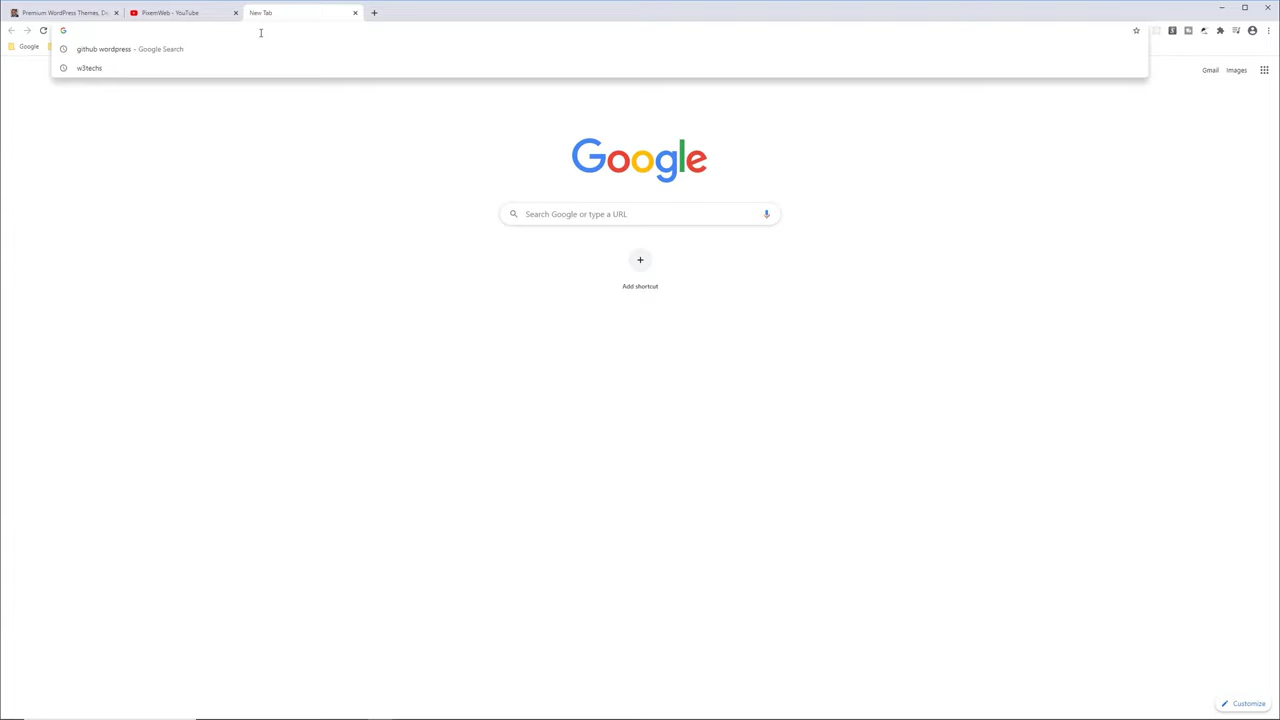 Premium WordPress Themes, D
PixemWeb - YouTube
New Tab
github wordpress - Google Search
Google
w3techs
Gmail
Images
Google
Search Google or type a URL
Add shortcut
Customize